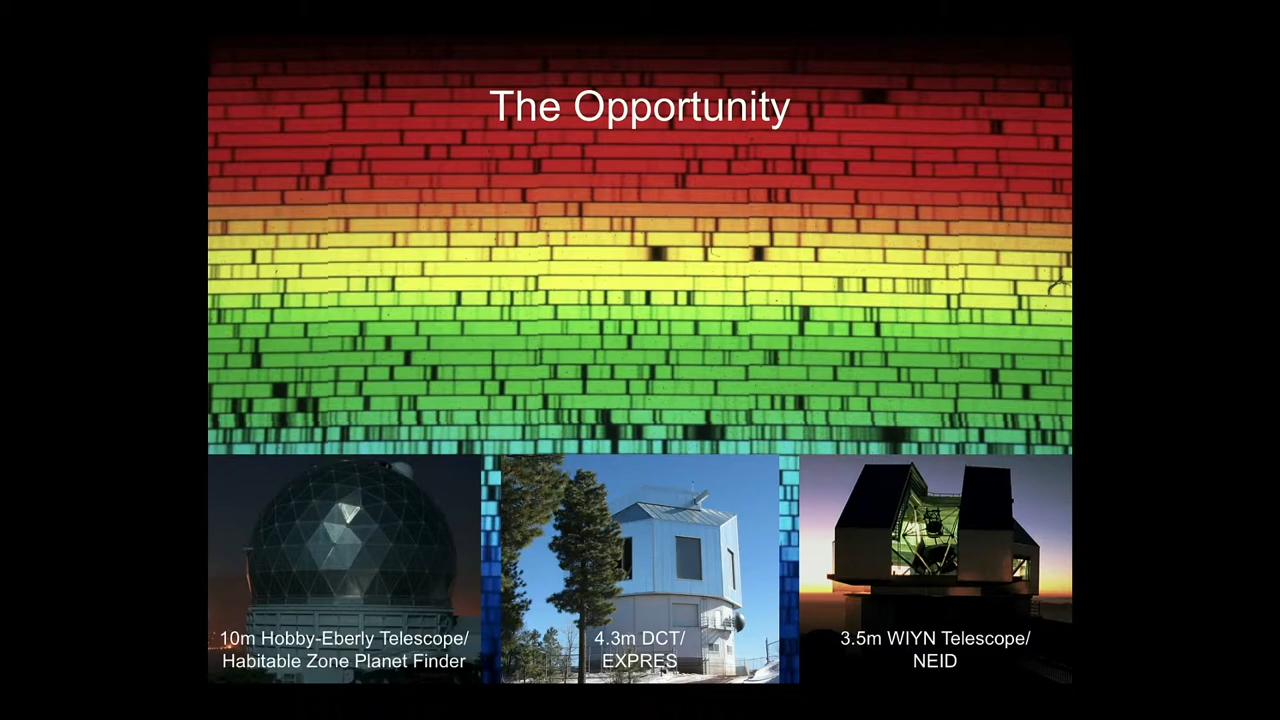 The Opportunity
10m Hobby-Eberly Telescope/
Habitable Zone Planet Finder
4.3m DCT/
EXPRES
3.5m WIYN Telescope/
NEID